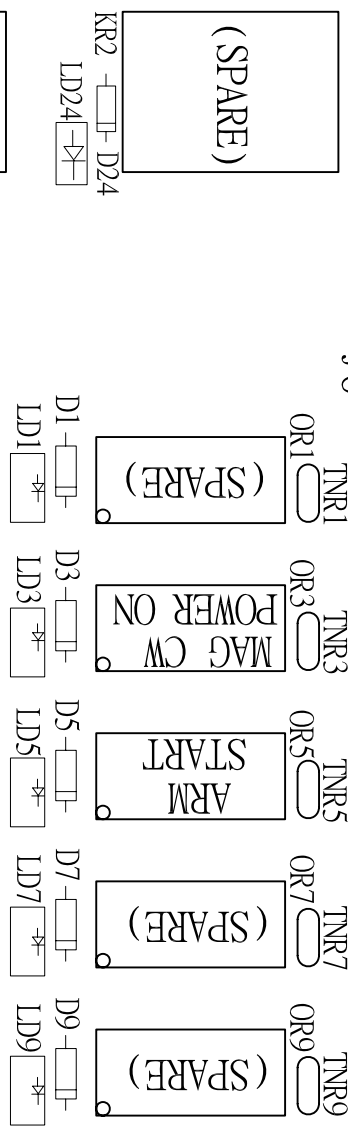 (SPARE)
KR2
D24
LD24
TNR1
OR1
(SPARE)
D1
LD1
TNR3
OR3
MAG CW
POWER ON
D3
LD3
TNR5
OR5
ARM
START
D5
LD5
TNR7
OR7
(SPARE)
D7
LD7
TNR9
OR9
(SPARE)
D9
LD9